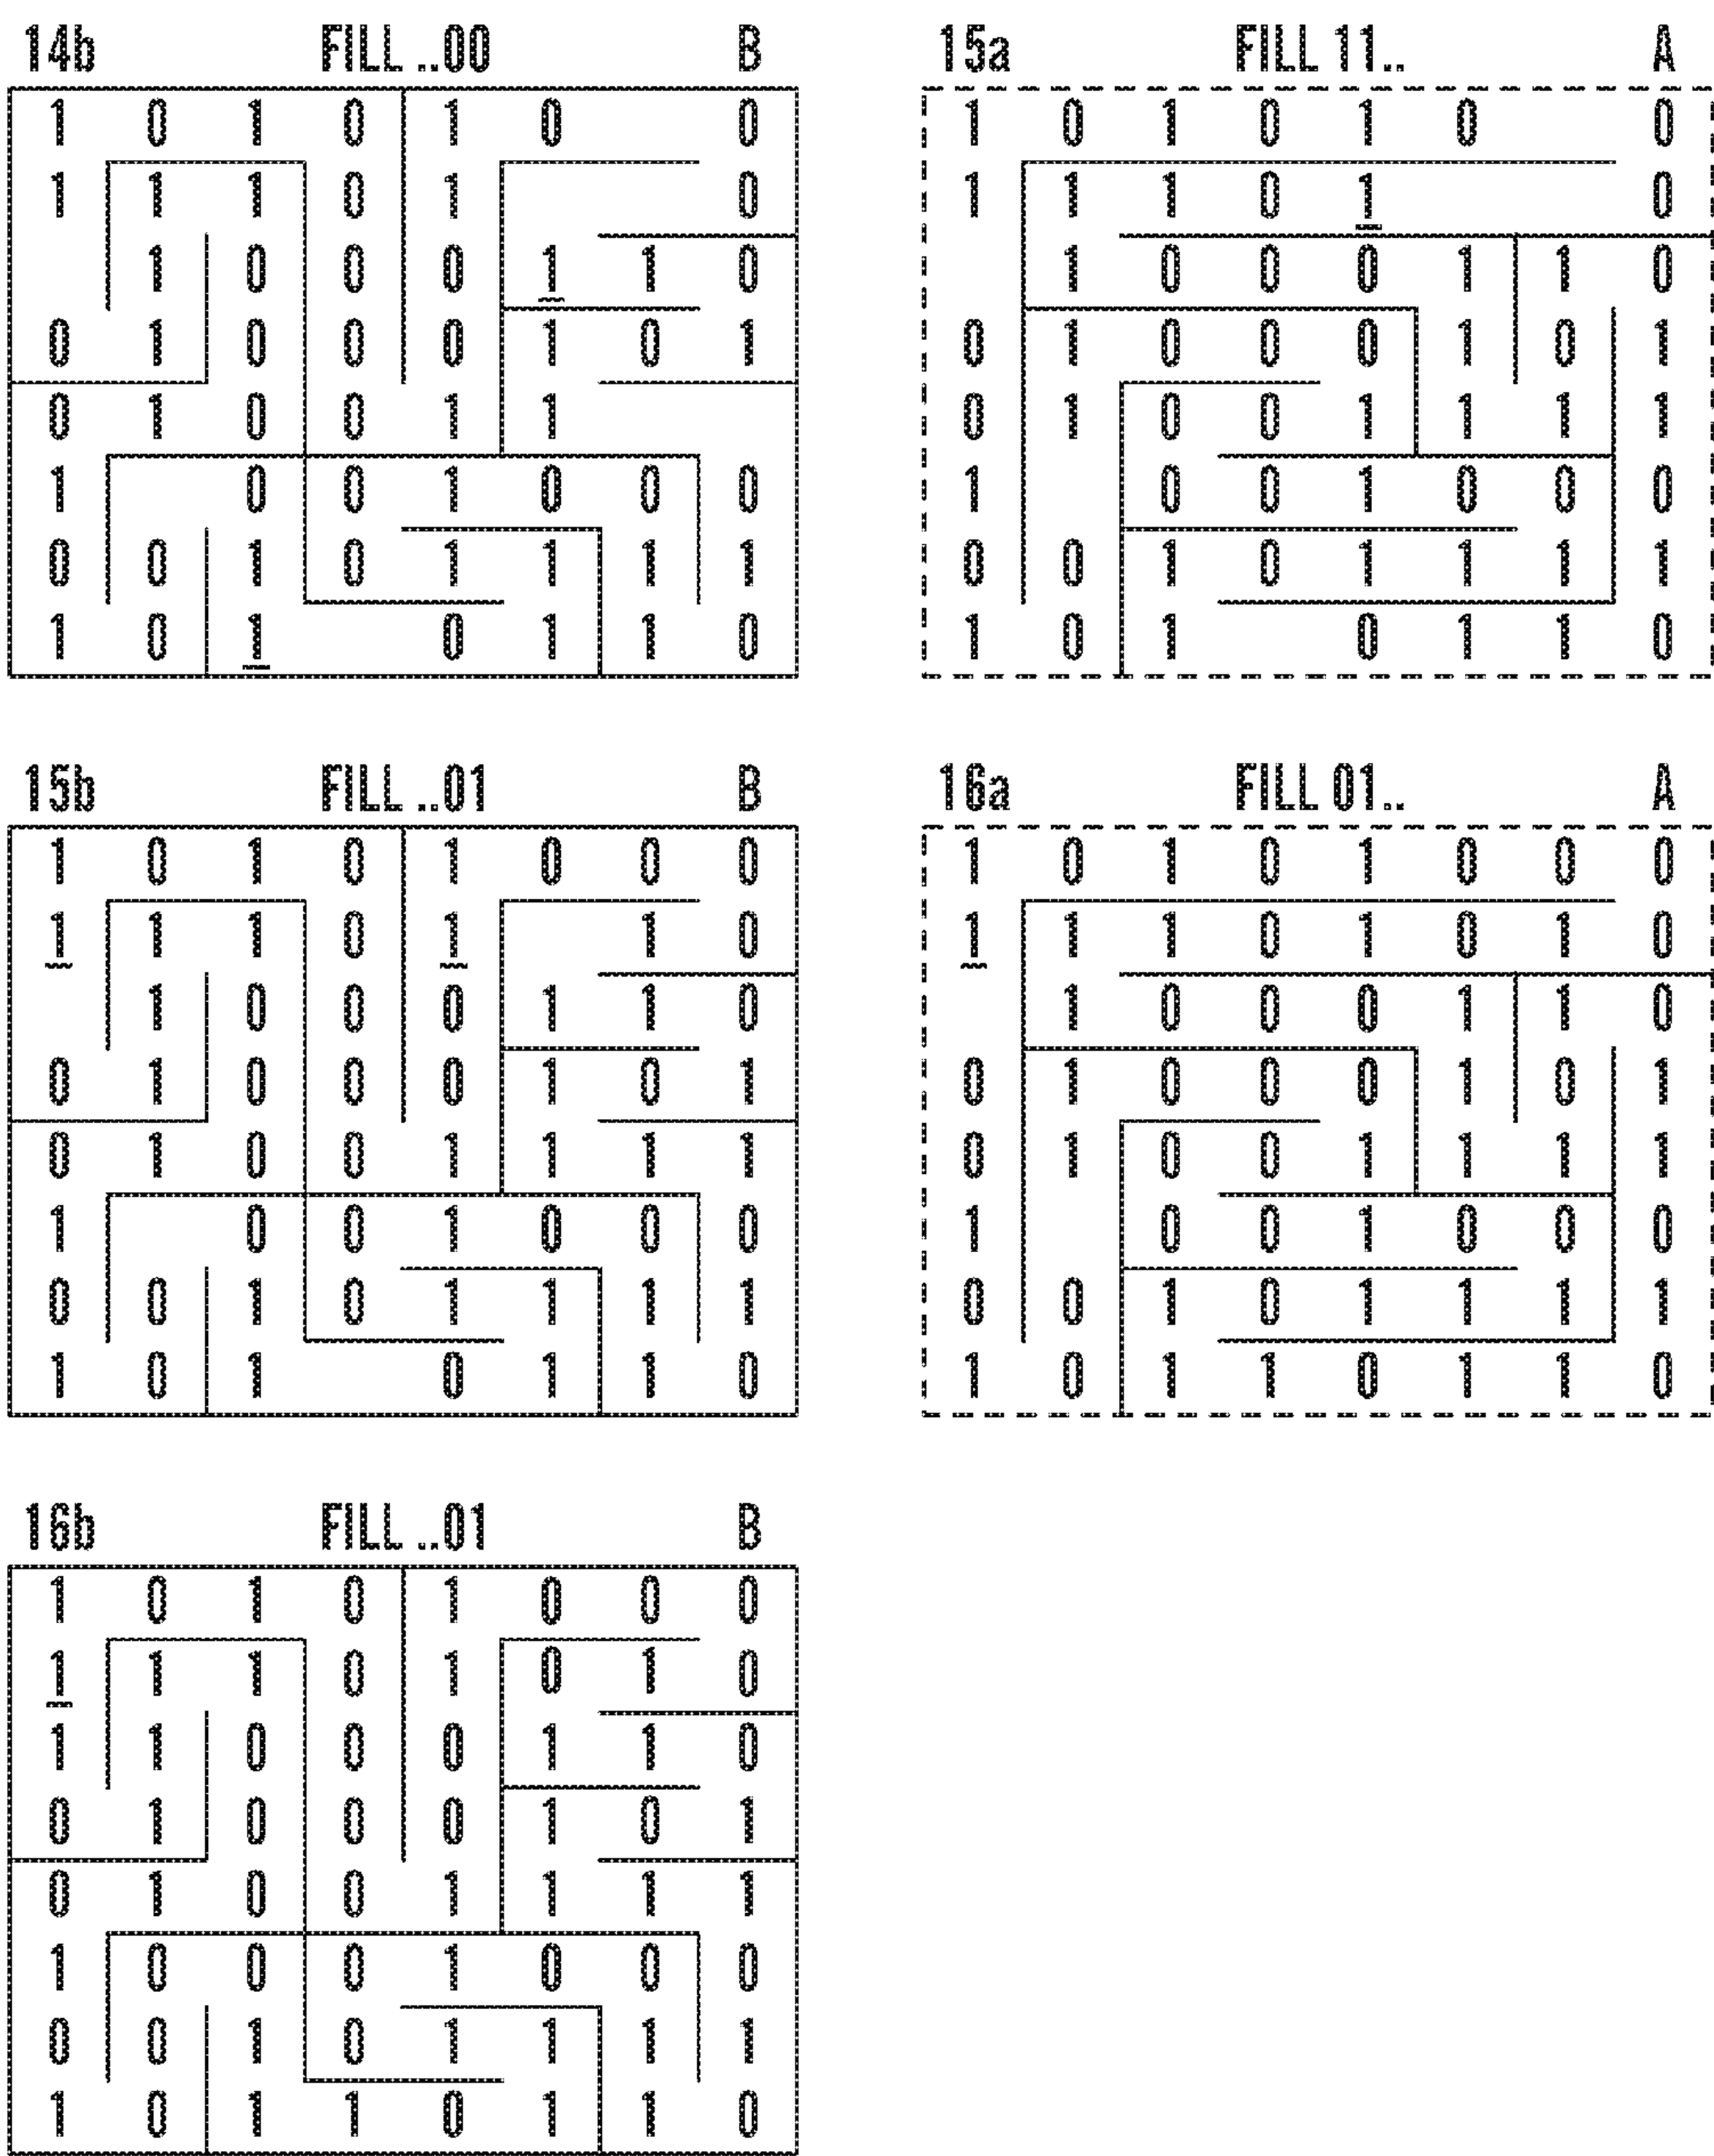 14b FILL ..00 B
1 0 1 0 1 0 0
1 1 1 0 1 0
1 0 0 0 1 1 0
0 1 0 0 0 1 0 1
0 1 0 0 1 1
1 0 0 1 0 0 0
0 0 1 0 1 1 1 1
1 0 1 0 1 1 0
15a FILL 11.. A
1 0 1 0 1 0 0
1 1 1 0 1 0
1 0 0 0 1 1 0
0 1 0 0 0 1 0 1
0 1 0 0 1 1 1 1
1 0 0 1 0 0 0
0 0 1 0 1 1 1 1
1 0 1 0 1 1 0
15b FILL ..01 B
1 0 1 0 1 0 0 0
1 1 1 0 1 1 0
1 0 0 0 1 1 0
0 1 0 0 0 1 0 1
0 1 0 0 1 1 1 1
1 0 0 1 0 0 0
0 0 1 0 1 1 1 1
1 0 1 0 1 1 0
16a FILL 01.. A
1 0 1 0 1 0 0 0
1 1 1 0 1 0 1 0
1 0 0 0 1 1 0
0 1 0 0 0 1 0 1
0 1 0 0 1 1 1 1
1 0 0 1 0 0 0
0 0 1 0 1 1 1 1
1 0 1 1 0 1 1 0
16b FILL ..01 B
1 0 1 0 1 0 0 0
1 1 1 0 1 0 1 0
1 1 0 0 0 1 1 0
0 1 0 0 0 1 0 1
0 1 0 0 1 1 1 1
1 0 0 0 1 0 0 0
0 0 1 0 1 1 1 1
1 0 1 1 0 1 1 0